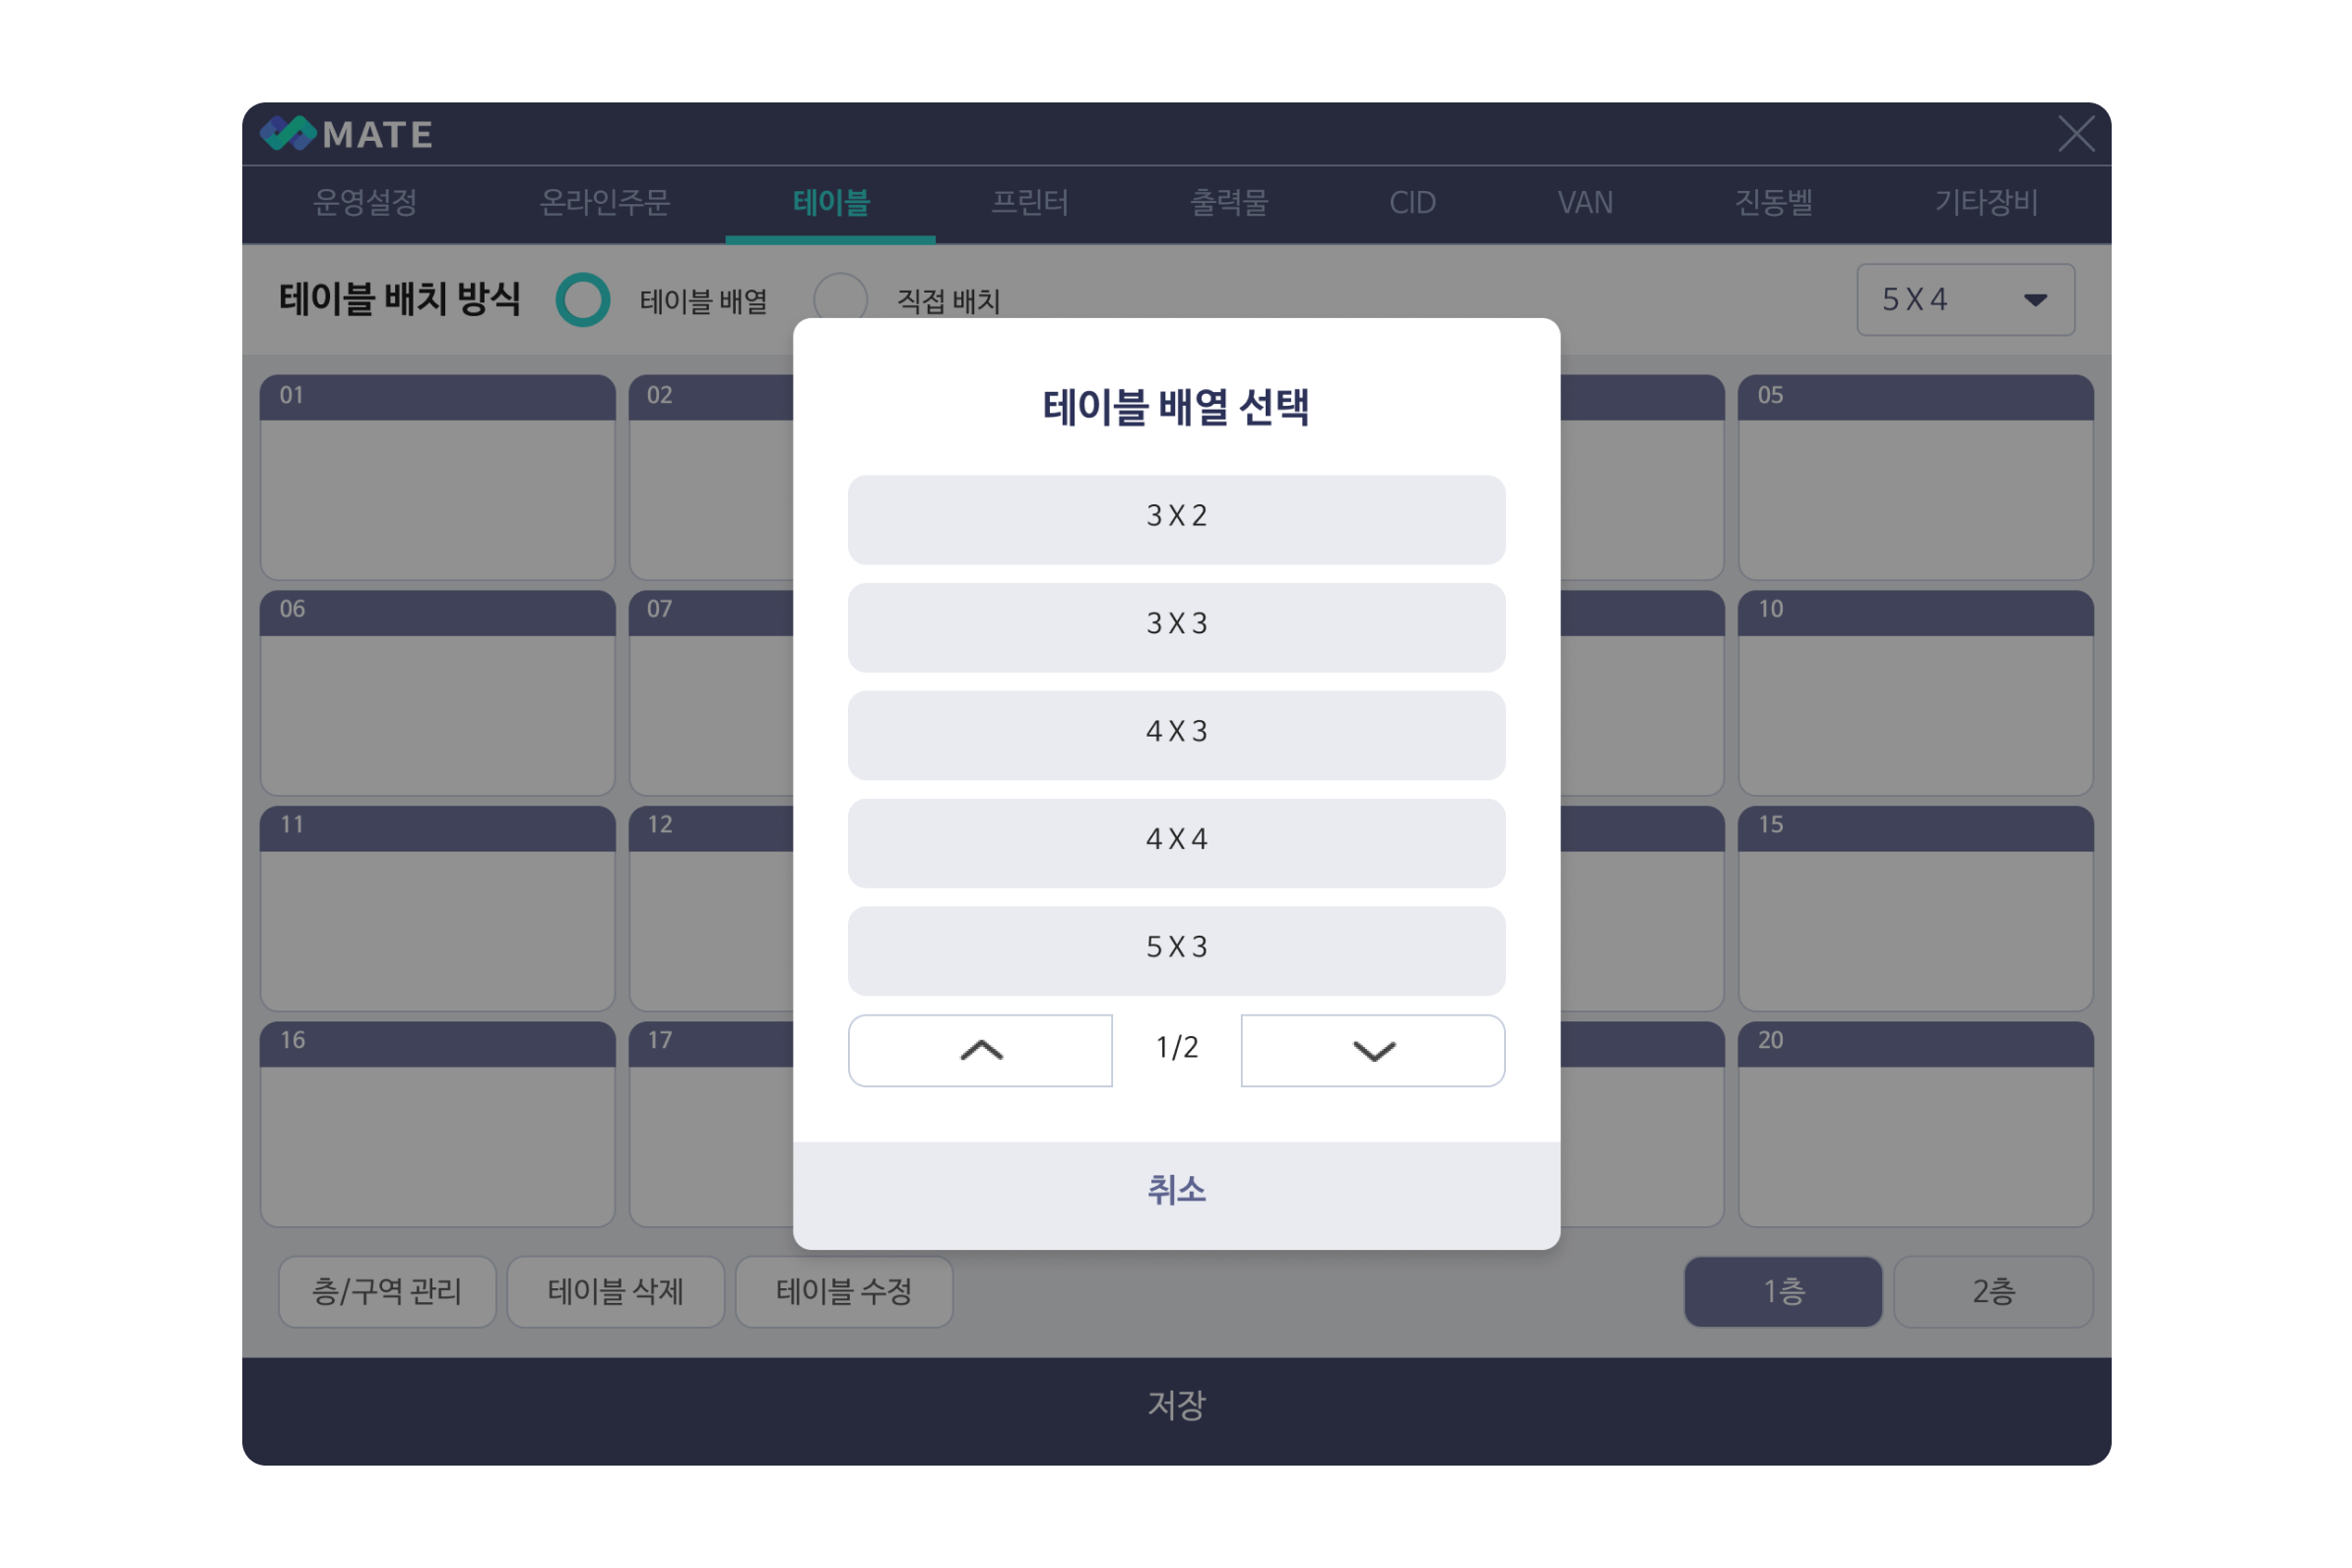 MATE
운영설정 온라인주문 테이블 프린터 출력물 CID VAN 진동벨 기타장비
테이블 배치 방식 테이블 배열 직접 배치 5 X 4
테이블 배열 선택
01 02 05
3 X 2
06 07 10
3 X 3
4 X 3
11 12 15
4 X 4
5 X 3
16 17 20
1/2
취소
층/구역 관리 테이블 삭제 테이블 수정 1층 2층
저장